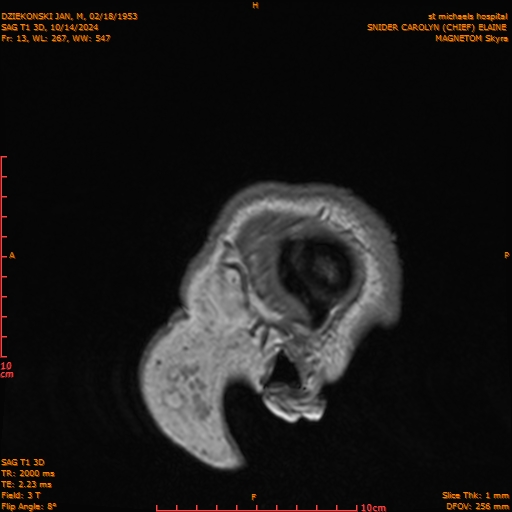 H
DZIEKONSKI JAN, M, 02/18/1953
SAG T1 3D, 10/14/2024
Fr: 13, WL: 267, WW: 547
st michaels hospital
SNIDER CAROLYN (CHIEF) ELAINE
MAGNETOM Skyra
A
P
10
cm
SAG T1 3D
TR: 2000 ms
TE: 2.23 ms
Field: 3 T
Flip Angle: 8°
F
10cm
Slice Thk: 1 mm
DFOV: 256 mm